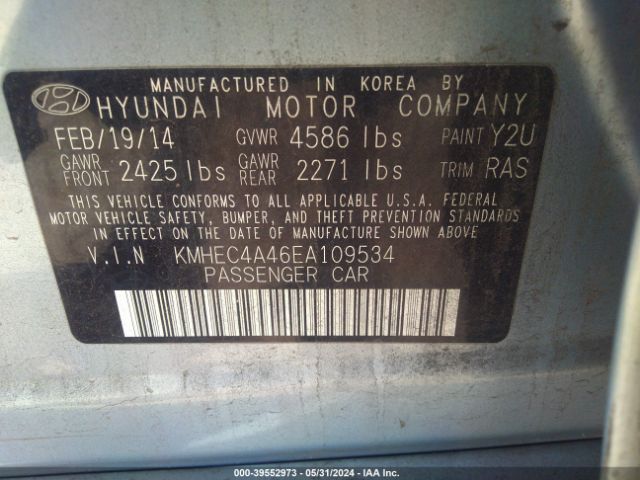 MANUFACTURED IN KOREA BY
HYUNDAI MOTOR COMPANY
FEB/19/14 GVWR 4586 lbs PAINT Y2U
GAWR FRONT 2425 lbs GAWR REAR 2271 lbs TRIM RAS
THIS VEHICLE CONFORMS TO ALL APPLICABLE U.S.A. FEDERAL
MOTOR VEHICLE SAFETY, BUMPER, AND THEFT PREVENTION STANDARDS
IN EFFECT ON THE DATE OF MANUFACTURE SHOWN ABOVE
V.I.N KMHEC4A46EA109534
PASSENGER CAR
000-39552973 - 05/31/2024 - IAA Inc.